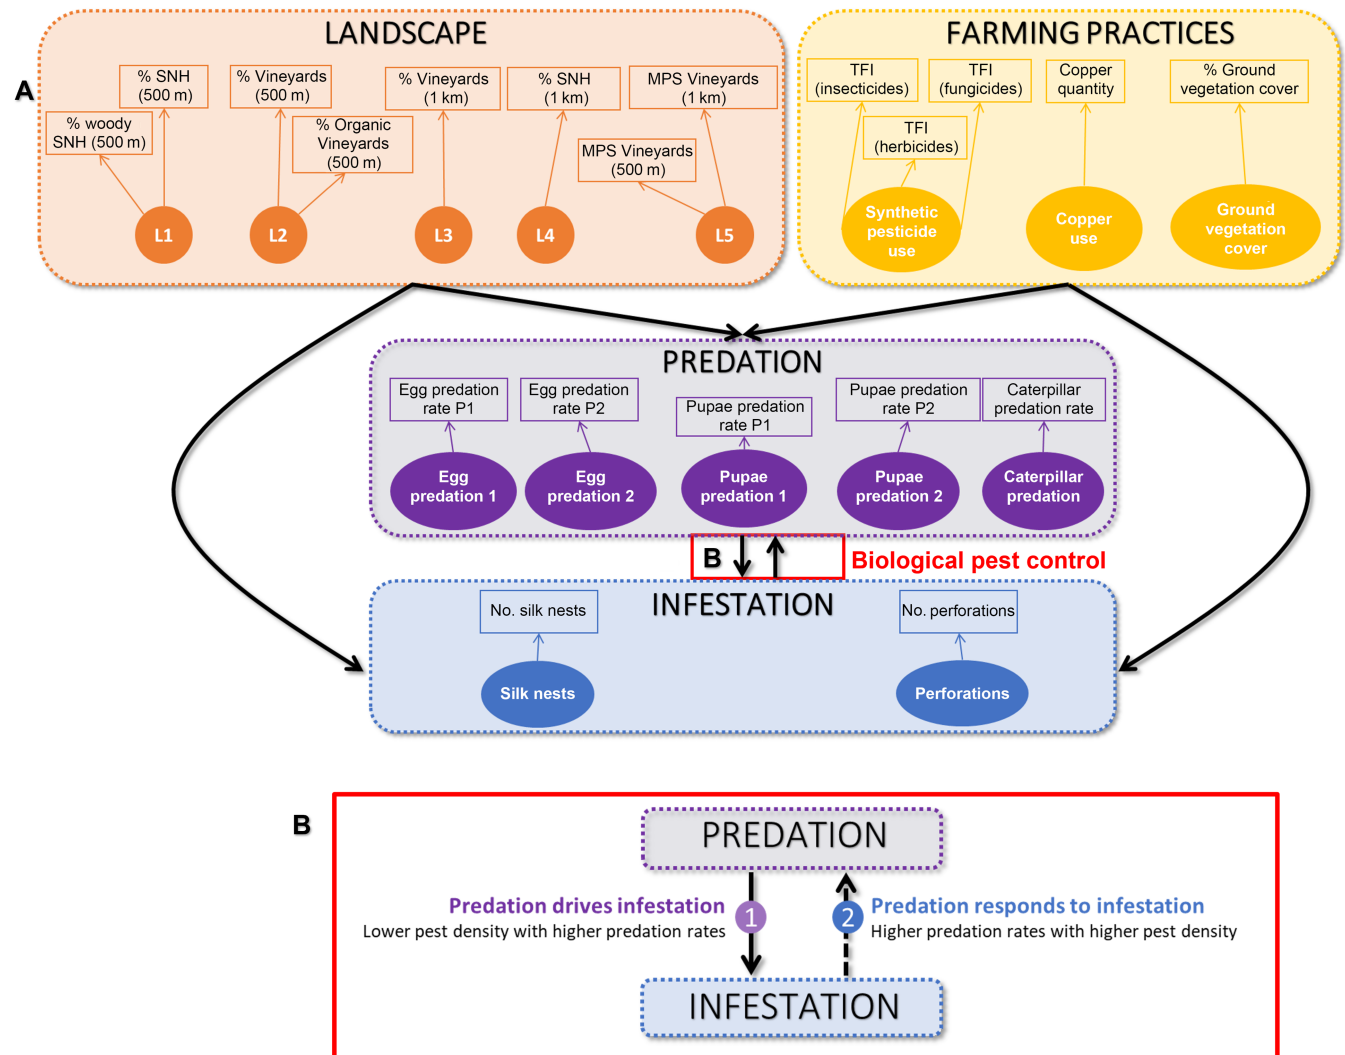 LANDSCAPE
FARMING PRACTICES
A
% SNH
(500 m)
% Vineyards
(500 m)
% Vineyards
(1 km)
% SNH
(1 km)
MPS Vineyards
(1 km)
% woody
SNH (500 m)
% Organic
Vineyards
(500 m)
MPS Vineyards
(500 m)
L1
L2
L3
L4
L5
TFI
(insecticides)
TFI
(fungicides)
Copper
quantity
% Ground
vegetation cover
TFI
(herbicides)
Synthetic
pesticide
use
Copper
use
Ground
vegetation
cover
PREDATION
Egg predation
rate P1
Egg predation
rate P2
Pupae predation
rate P1
Pupae predation
rate P2
Caterpillar
predation rate
Egg
predation 1
Egg
predation 2
Pupae
predation 1
Pupae
predation 2
Caterpillar
predation
B
Biological pest control
INFESTATION
No. silk nests
No. perforations
Silk nests
Perforations
B
PREDATION
Predation drives infestation
Lower pest density with higher predation rates
1
2
Predation responds to infestation
Higher predation rates with higher pest density
INFESTATION